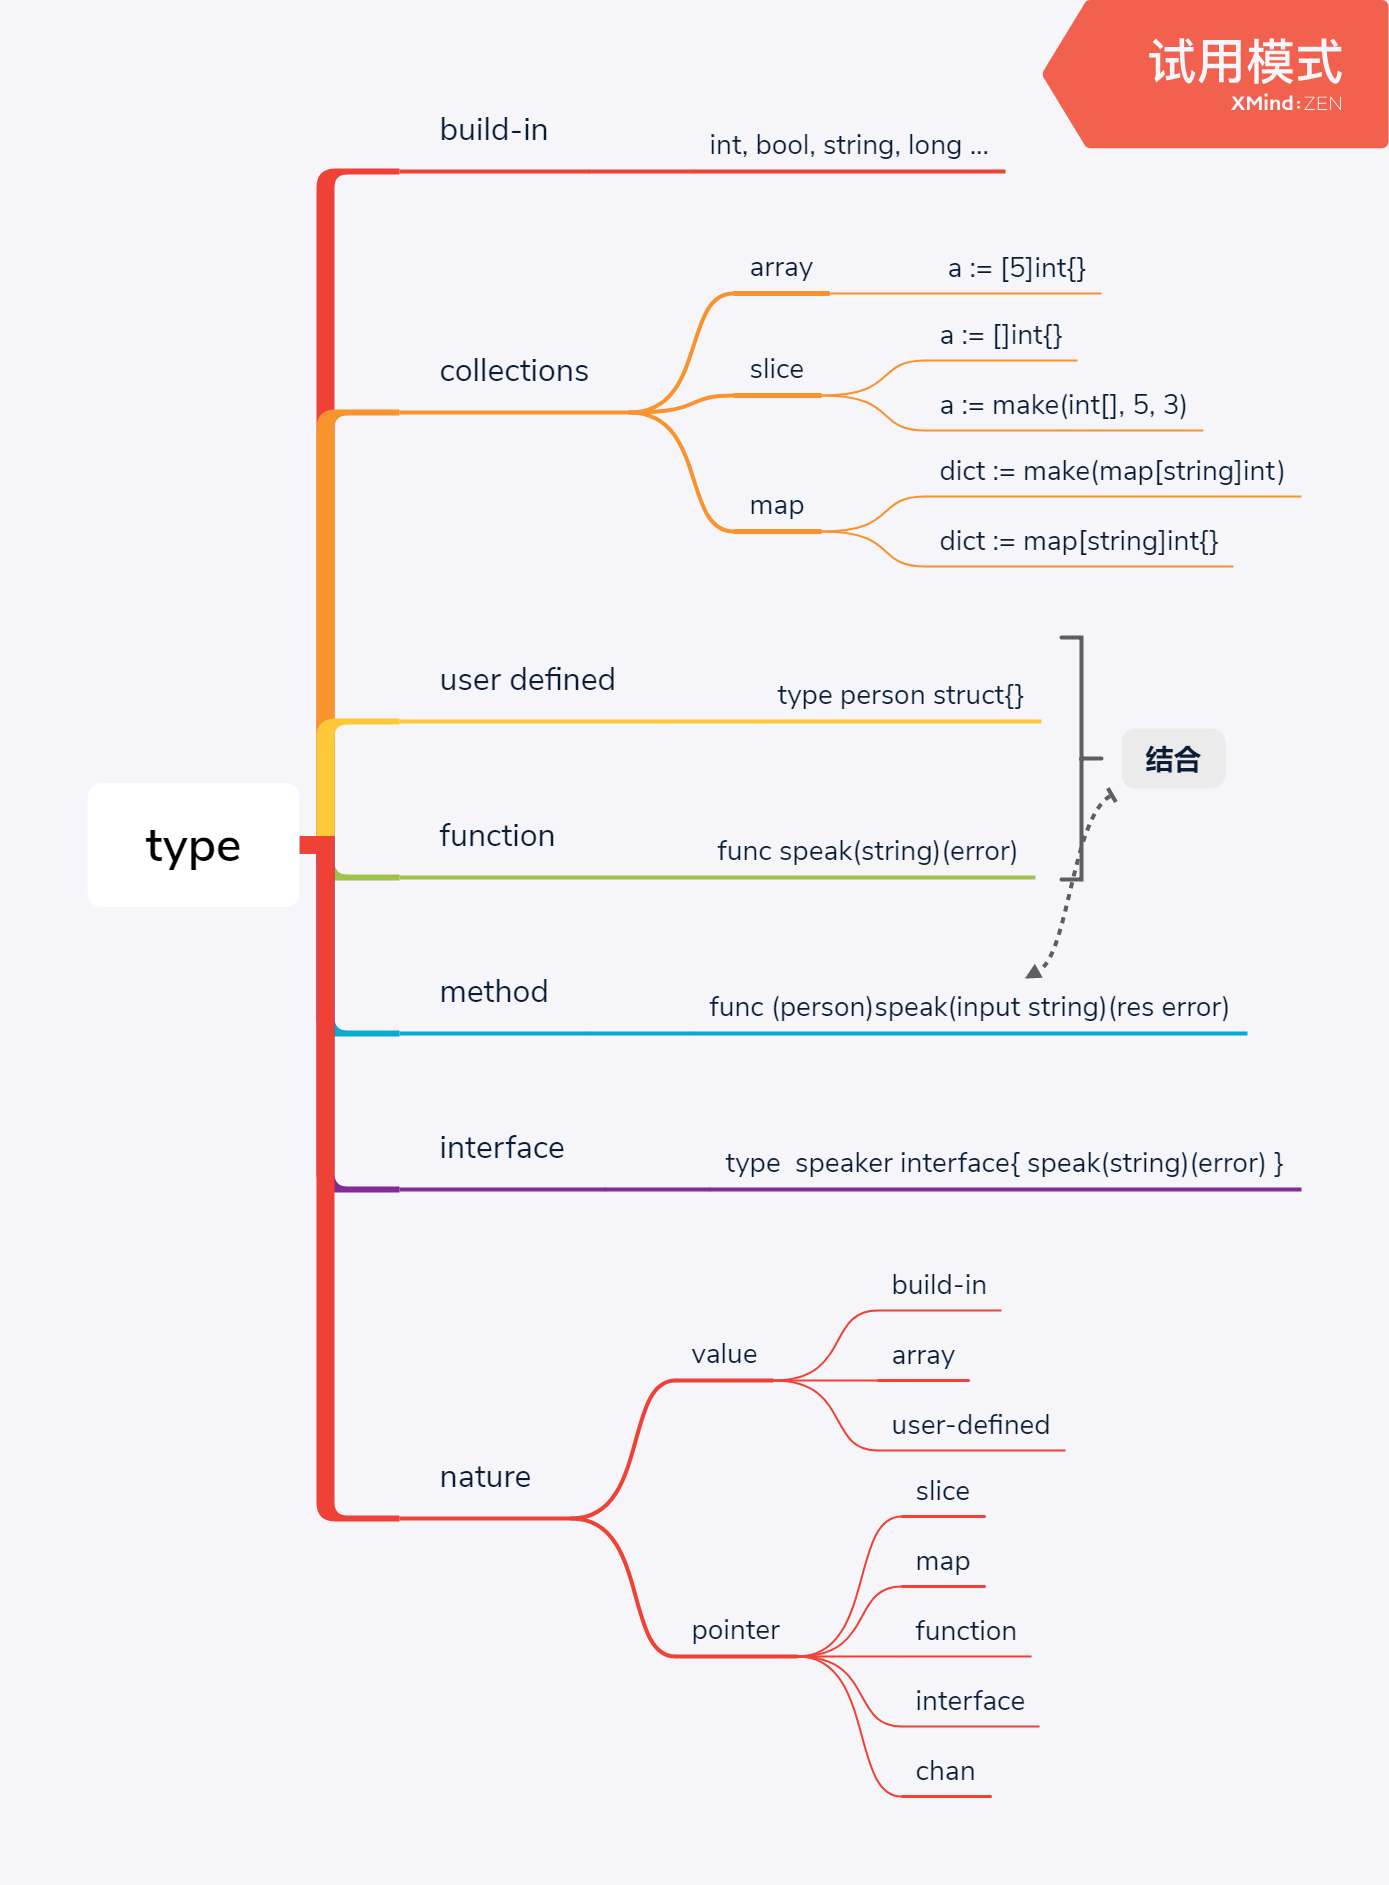 试用模式
XMind:ZEN
build-in
int, bool, string, long ...
array
a := [5]int{}
a := []int{}
collections
slice
a := make(int[], 5, 3)
dict := make(map[string]int)
map
dict := map[string]int{}
user defined
type person struct{}
结合
type
function
func speak(string)(error)
method
func (person)speak(input string)(res error)
interface
type  speaker interface{ speak(string)(error) }
build-in
value
array
user-defined
nature
slice
map
pointer
function
interface
chan